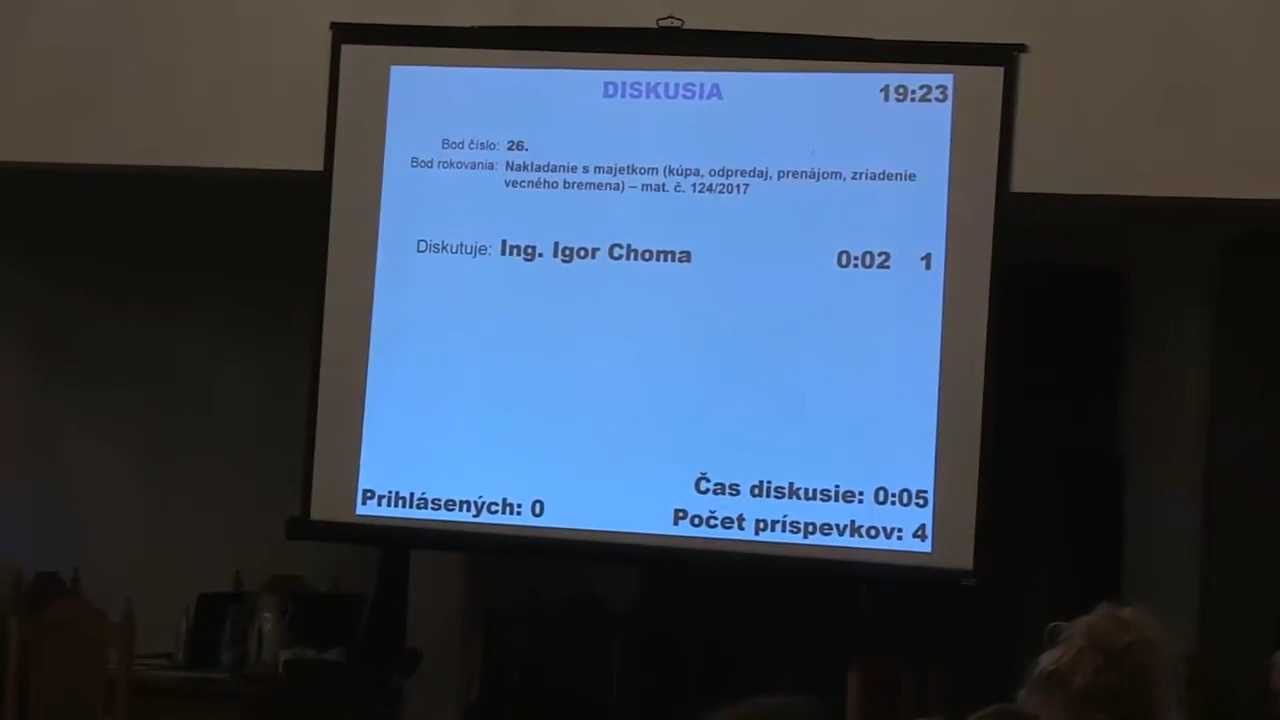 DISKUSIA 19:23
Bod číslo: 26.
Bod rokovania: Nakladanie s majetkom (kúpa, odpredaj, prenájom, zriadenie
vecného bremena) – mat. č. 124/2017
Diskutuje: Ing. Igor Choma 0:02 1
Čas diskusie: 0:05
Prihlásených: 0
Počet príspevkov: 4